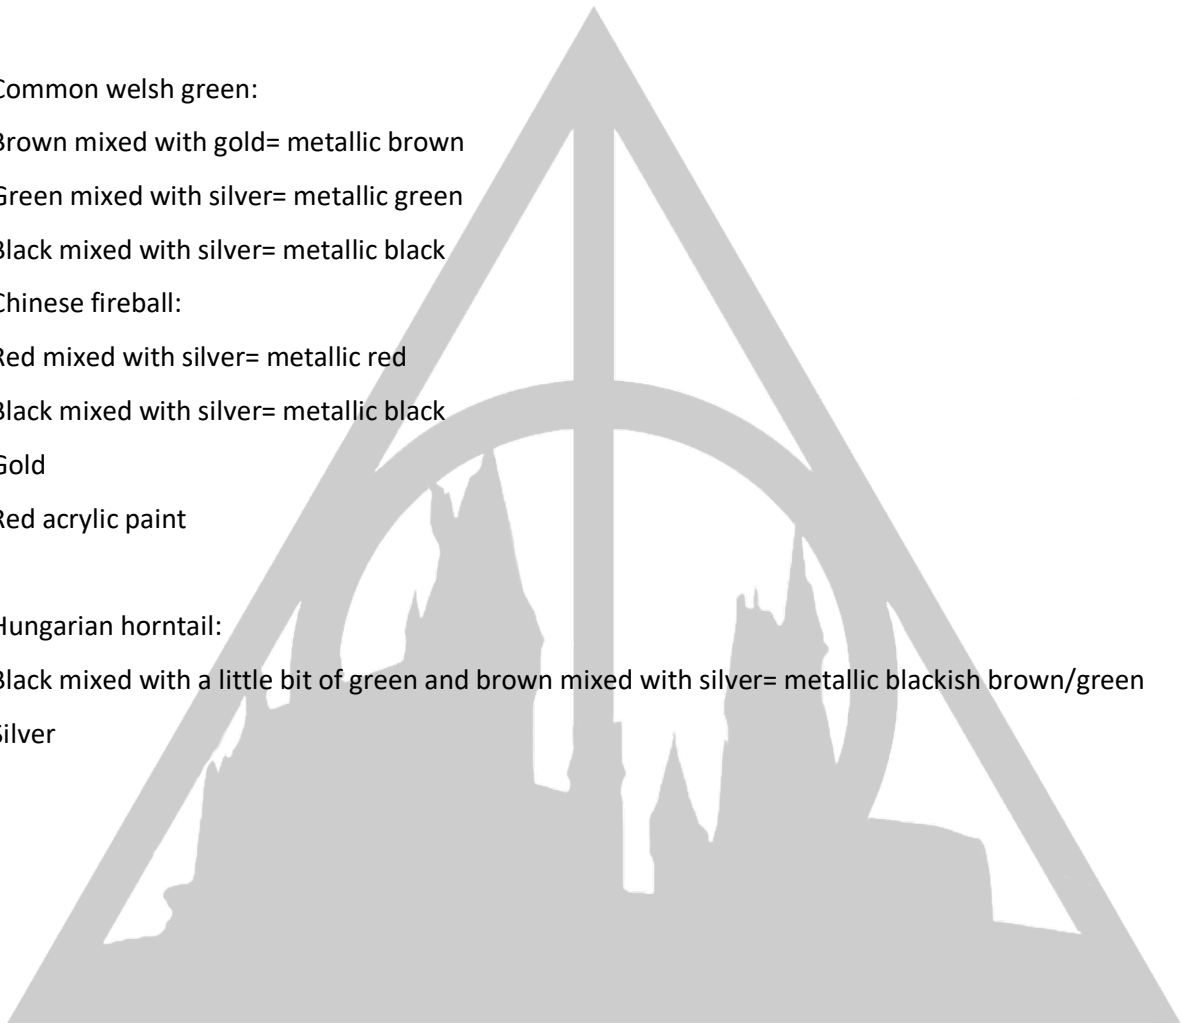 Common welsh green:
Brown mixed with gold= metallic brown
Green mixed with silver= metallic green
Black mixed with silver= metallic black
Chinese fireball:
Red mixed with silver= metallic red
Black mixed with silver= metallic black
Gold
Red acrylic paint
Hungarian horntail:
Black mixed with a little bit of green and brown mixed with silver= metallic blackish brown/green
Silver